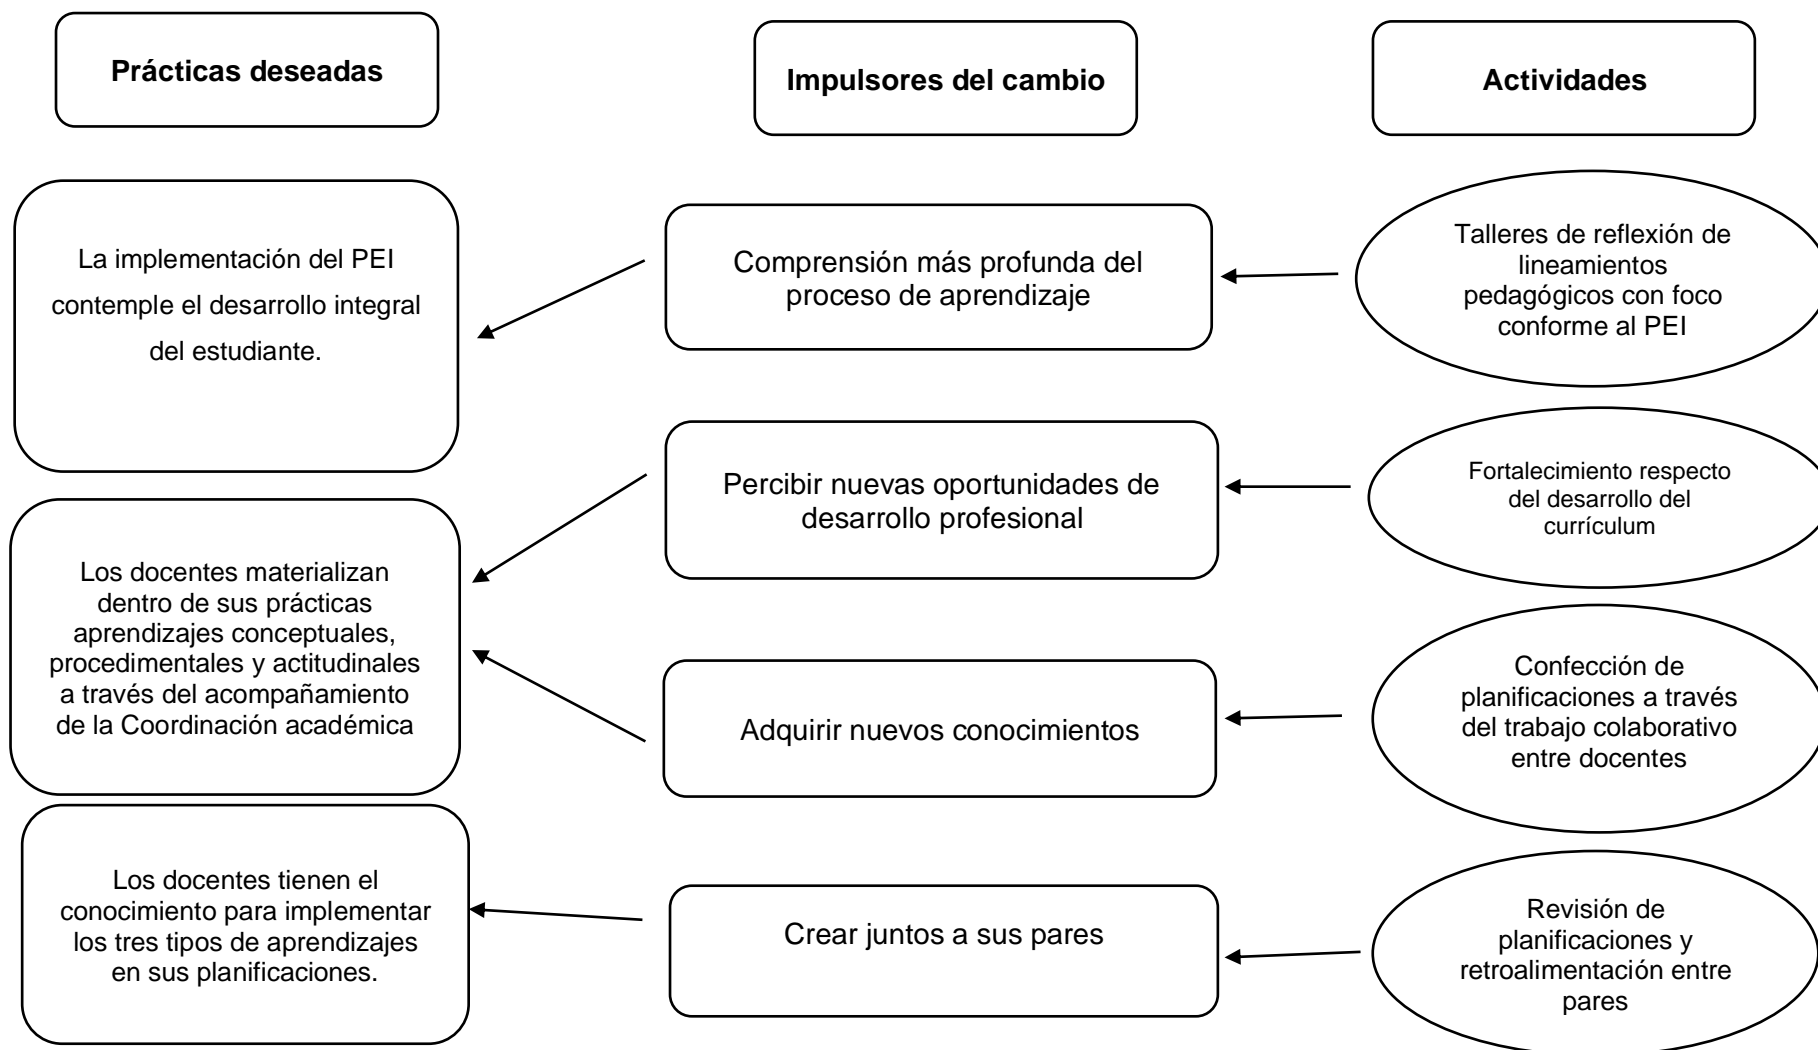 Prácticas deseadas
Impulsores del cambio
Actividades
La implementación del PEI
contemple el desarrollo integral
del estudiante.
Comprensión más profunda del
proceso de aprendizaje
Talleres de reflexión de
lineamientos
pedagógicos con foco
conforme al PEI
Percibir nuevas oportunidades de
desarrollo profesional
Fortalecimiento respecto
del desarrollo del
currículum
Los docentes materializan
dentro de sus prácticas
aprendizajes conceptuales,
procedimentales y actitudinales
a través del acompañamiento
de la Coordinación académica
Adquirir nuevos conocimientos
Confección de
planificaciones a través
del trabajo colaborativo
entre docentes
Los docentes tienen el
conocimiento para implementar
los tres tipos de aprendizajes
en sus planificaciones.
Crear juntos a sus pares
Revisión de
planificaciones y
retroalimentación entre
pares